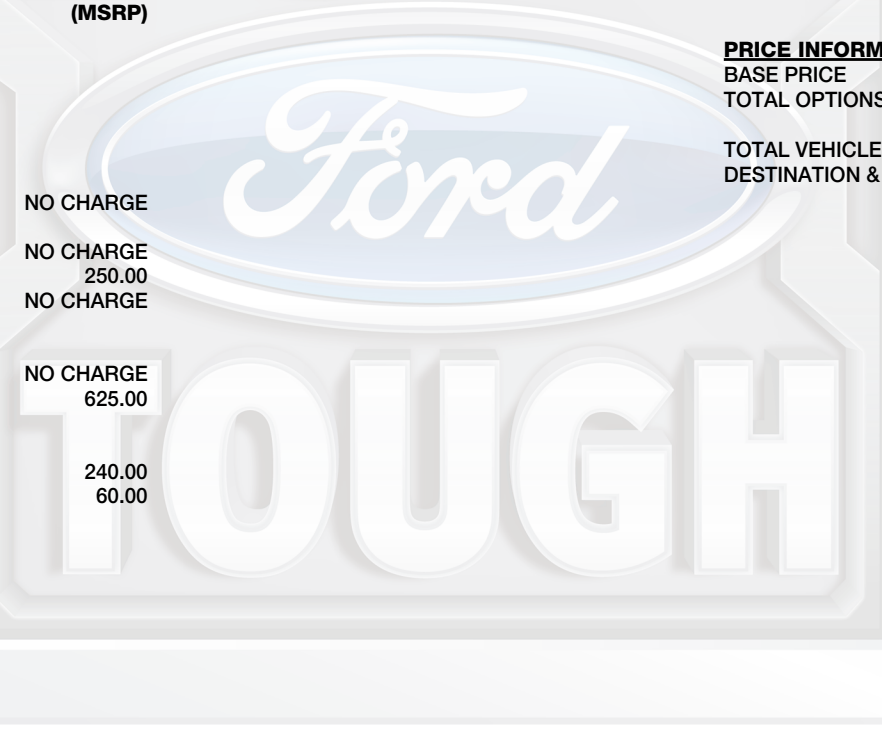 (MSRP)
NO CHARGE
NO CHARGE
250.00
NO CHARGE
NO CHARGE
625.00
240.00
60.00
PRICE INFORM
BASE PRICE
TOTAL OPTIONS
TOTAL VEHICLE
DESTINATION &
Ford
TOUGH